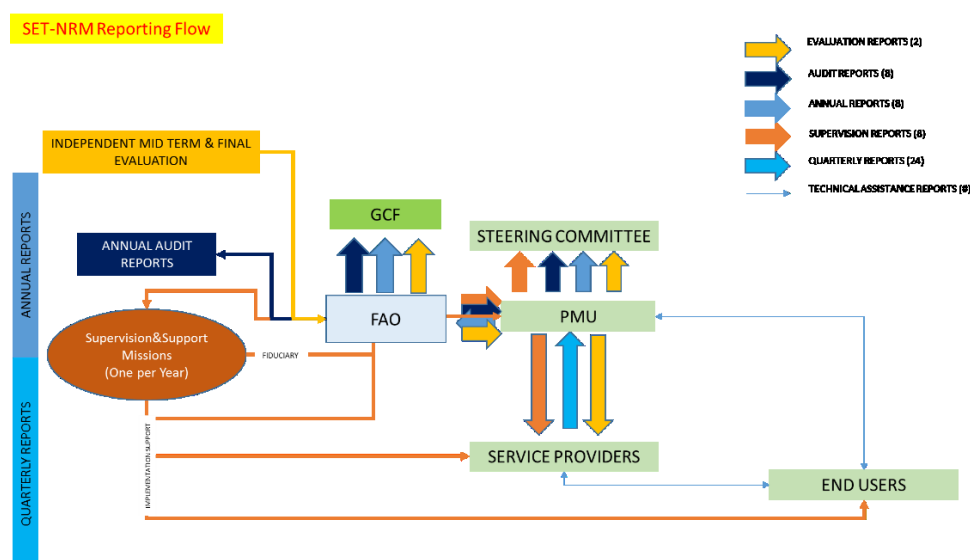 SET-NRM Reporting Flow
EVALUATION REPORTS (2)
AUDIT REPORTS (8)
ANNUAL REPORTS (8)
SUPERVISION REPORTS (8)
QUARTERLY REPORTS (24)
TECHNICAL ASSISTANCE REPORTS (#)
INDEPENDENT MID TERM & FINAL
EVALUATION
ANNUAL REPORTS
GCF
STEERING COMMITTEE
ANNUAL AUDIT
REPORTS
FAO
PMU
Supervision&Support
Missions
(One per Year)
FIDUCIARY
QUARTERLY REPORTS
IMPLEMENTATION SUPPORT
SERVICE PROVIDERS
END USERS